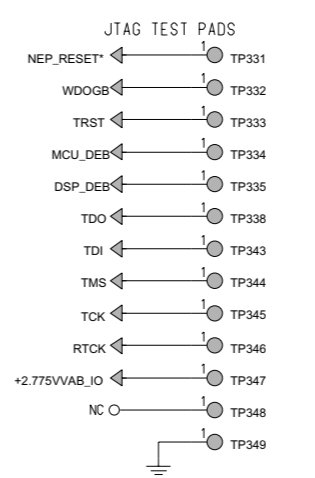 JTAG TEST PADS
NEP_RESET* 1 TP331
WDOGB 1 TP332
TRST 1 TP333
MCU_DEB 1 TP334
DSP_DEB 1 TP335
TDO 1 TP338
TDI 1 TP343
TMS 1 TP344
TCK 1 TP345
RTCK 1 TP346
+2.775VVAB_IO 1 TP347
NC 1 TP348
1 TP349